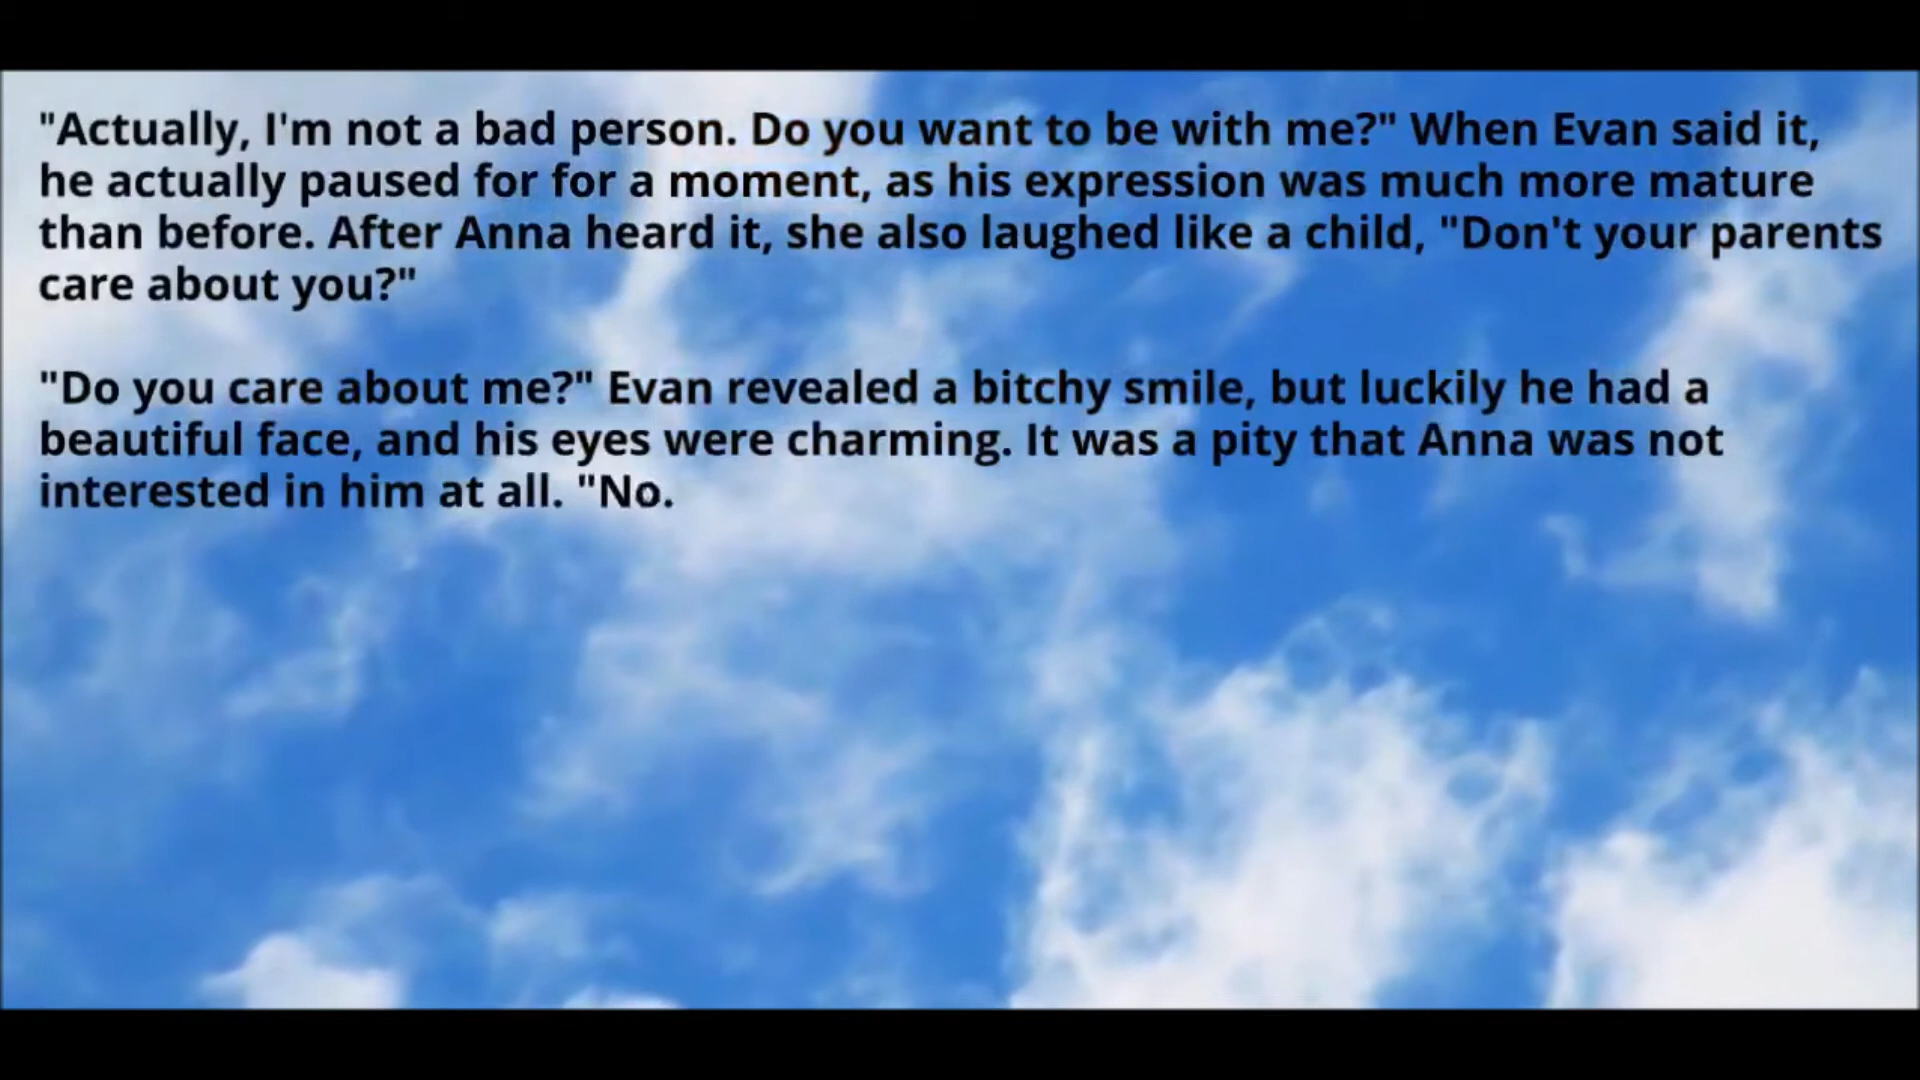 "Actually, I'm not a bad person. Do you want to be with me?" When Evan said it,
he actually paused for for a moment, as his expression was much more mature
than before. After Anna heard it, she also laughed like a child, "Don't your parents
care about you?"
"Do you care about me?" Evan revealed a bitchy smile, but luckily he had a
beautiful face, and his eyes were charming. It was a pity that Anna was not
interested in him at all. "No.